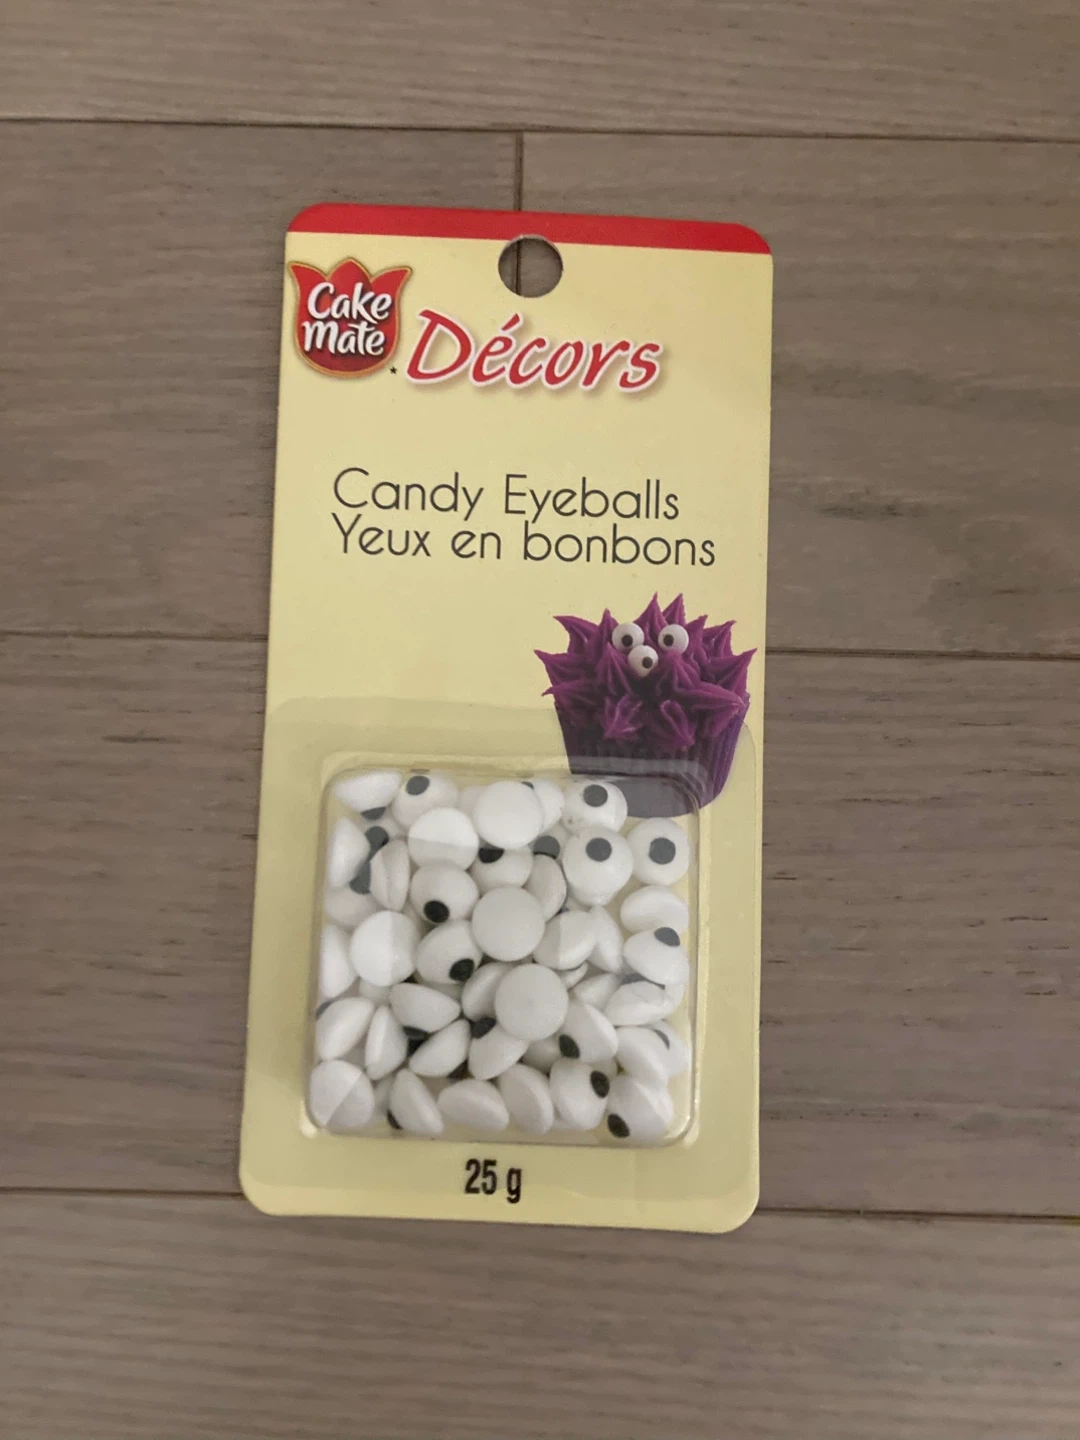 Cake
Mate
Décors
Candy Eyeballs
Yeux en bonbons
25 g